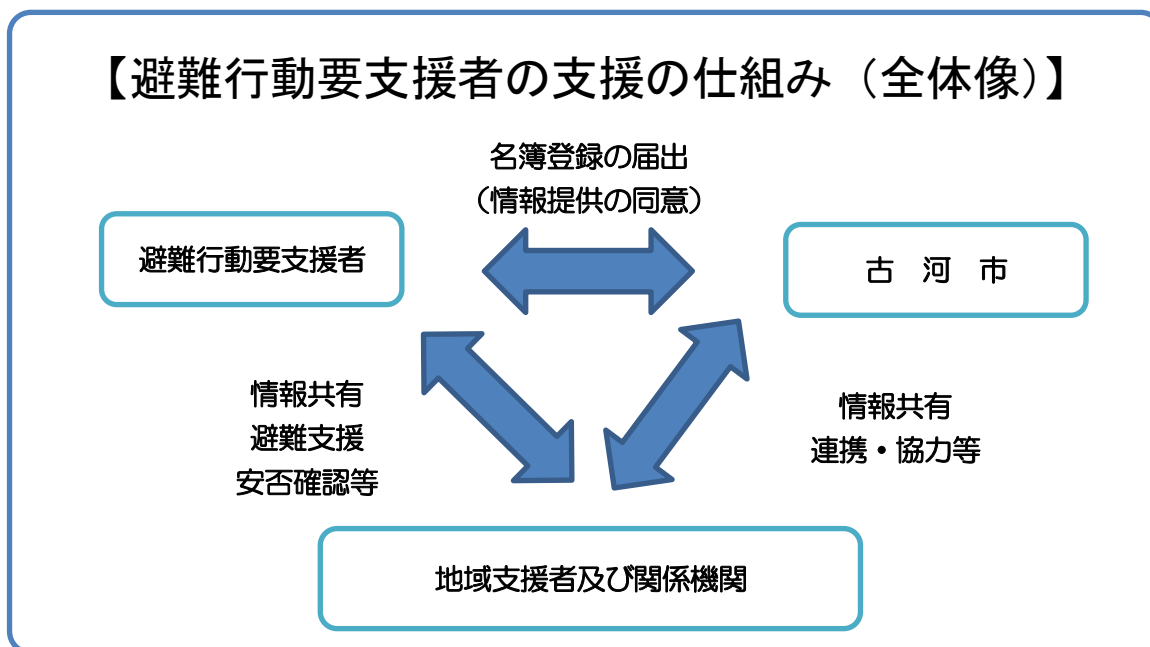 【避難行動要支援者の支援の仕組み（全体像）】
名簿登録の届出
（情報提供の同意）
避難行動要支援者
古　河　市
情報共有
避難支援
安否確認等
情報共有
連携・協力等
地域支援者及び関係機関